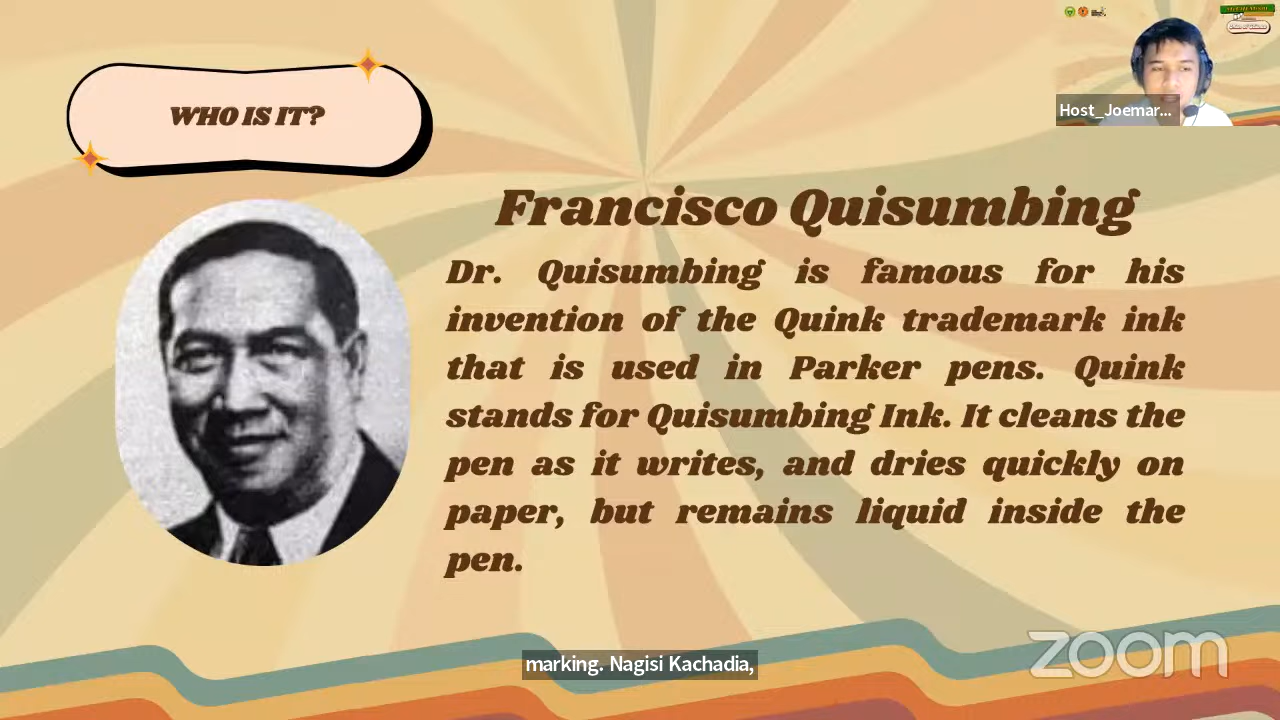 WHO IS IT?
Host_Joemar...
Francisco Quisumbing
Dr. Quisumbing is famous for his
invention of the Quink trademark ink
that is used in Parker pens. Quink
stands for Quisumbing Ink. It cleans the
pen as it writes, and dries quickly on
paper, but remains liquid inside the
pen.
zoom
marking. Nagisi Kachadia,